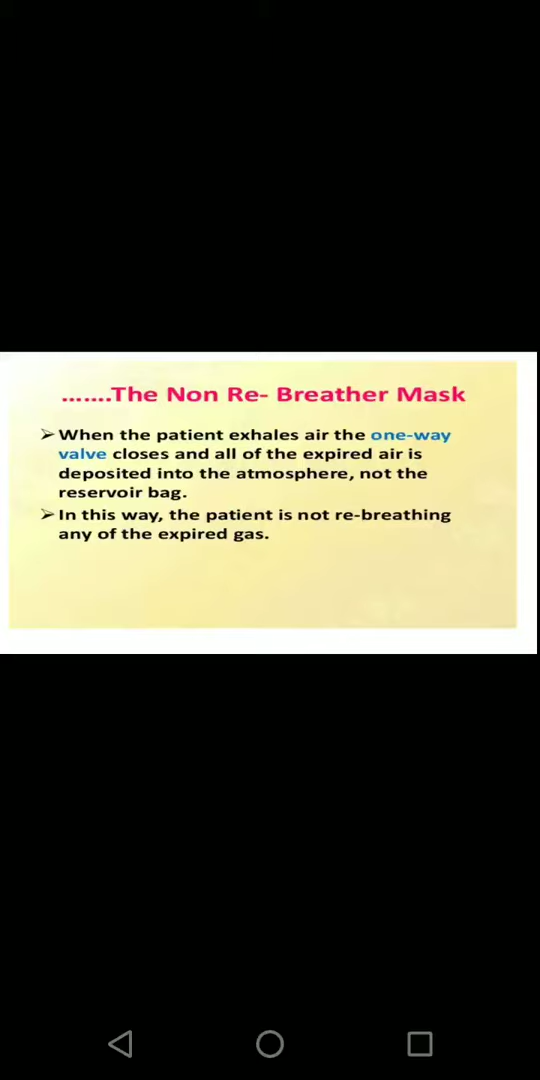 .......The Non Re- Breather Mask
➢When the patient exhales air the one-way
valve closes and all of the expired air is
deposited into the atmosphere, not the
reservoir bag.
➢In this way, the patient is not re-breathing
any of the expired gas.